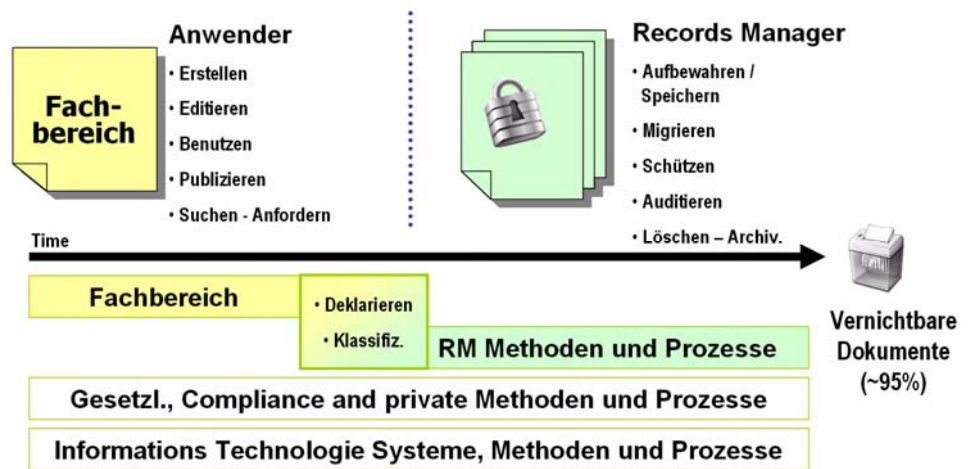 Fach-
bereich
Anwender
• Erstellen
• Editieren
• Benutzen
• Publizieren
• Suchen - Anfordern
Records Manager
• Aufbewahren /
Speichern
• Migrieren
• Schützen
• Auditieren
• Löschen – Archiv.
Time
Fachbereich
• Deklarieren
• Klassifiz.
RM Methoden und Prozesse
Vernichtbare
Dokumente
(~95%)
Gesetzl., Compliance and private Methoden und Prozesse
Informations Technologie Systeme, Methoden und Prozesse